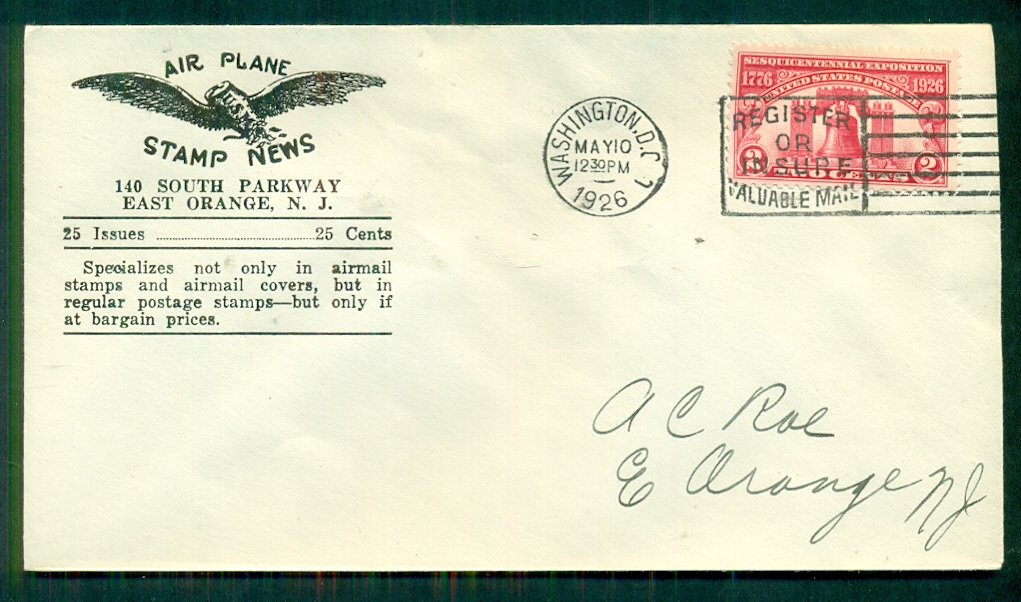 AIR PLANE
STAMP NEWS
140 SOUTH PARKWAY
EAST ORANGE, N. J.
25 Issues ........................................ 25 Cents
Specializes not only in airmail
stamps and airmail covers, but in
regular postage stamps—but only if
at bargain prices.
WASHINGTON, D.C.
MAY 10
12 30 PM
1926
SESQUICENTENNIAL EXPOSITION
1776 1926
UNITED STATES POSTAGE
2 2
REGISTER
OR
INSURE
VALUABLE MAIL
A C Roe
E Orange NJ